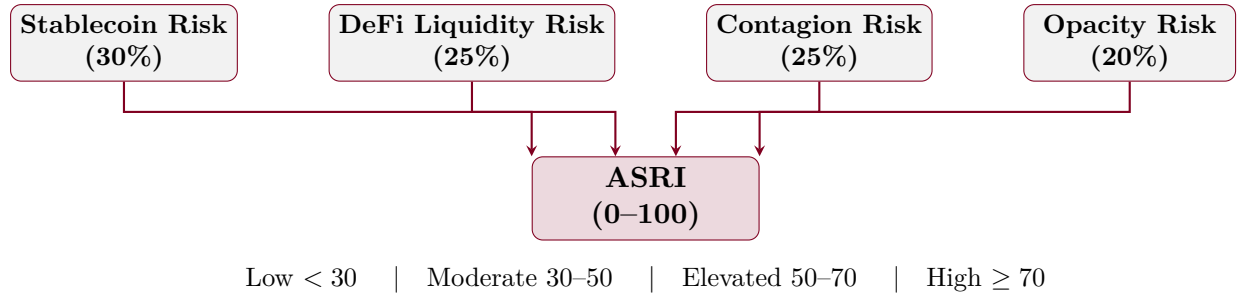 Stablecoin Risk
(30%)
DeFi Liquidity Risk
(25%)
Contagion Risk
(25%)
Opacity Risk
(20%)
ASRI
(0–100)
Low < 30 | Moderate 30–50 | Elevated 50–70 | High ≥ 70